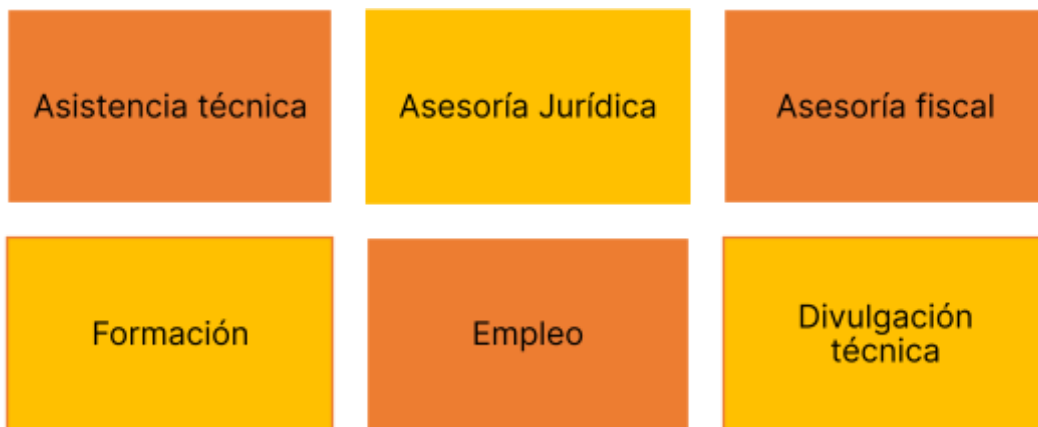 Asistencia técnica
Asesoría Jurídica
Asesoría fiscal
Formación
Empleo
Divulgación
técnica